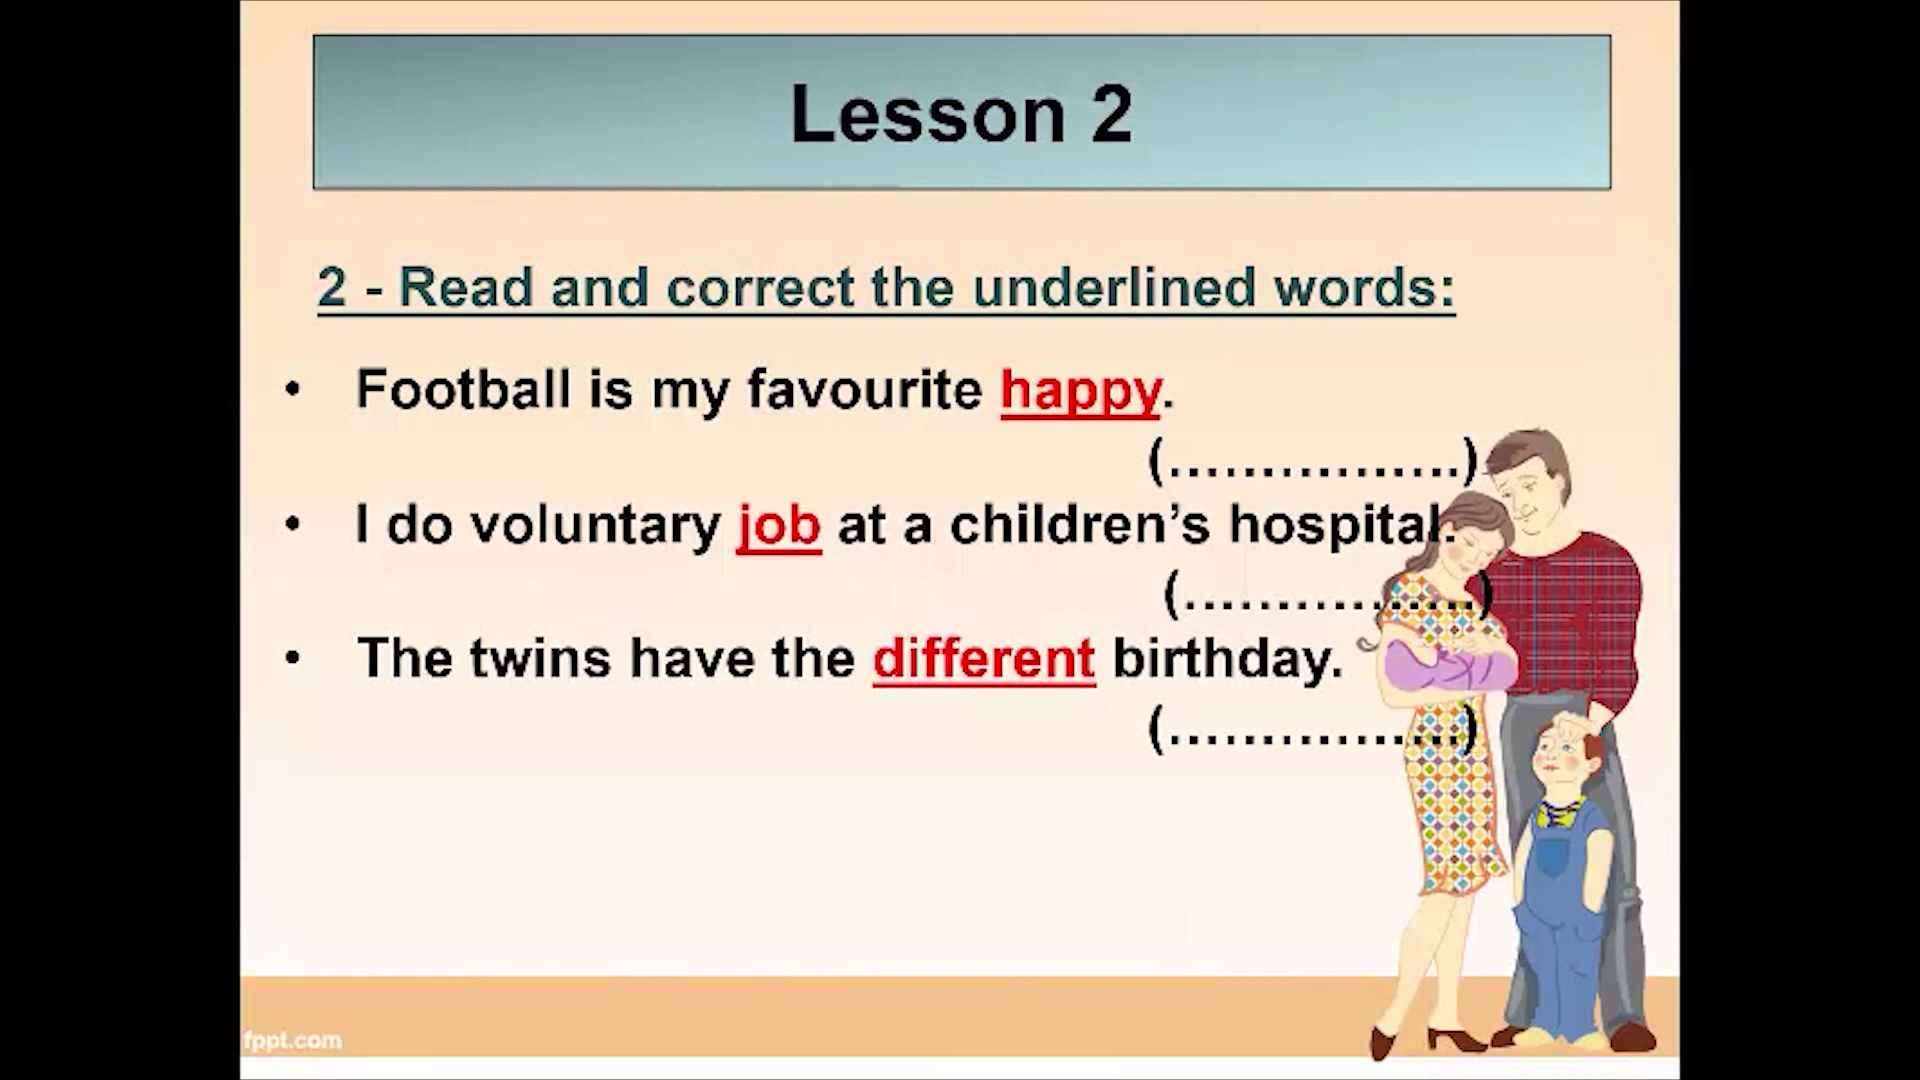 Lesson 2
2 - Read and correct the underlined words:
• Football is my favourite happy.
(................)
• I do voluntary job at a children’s hospital.
(................)
• The twins have the different birthday.
(................)
fppt.com